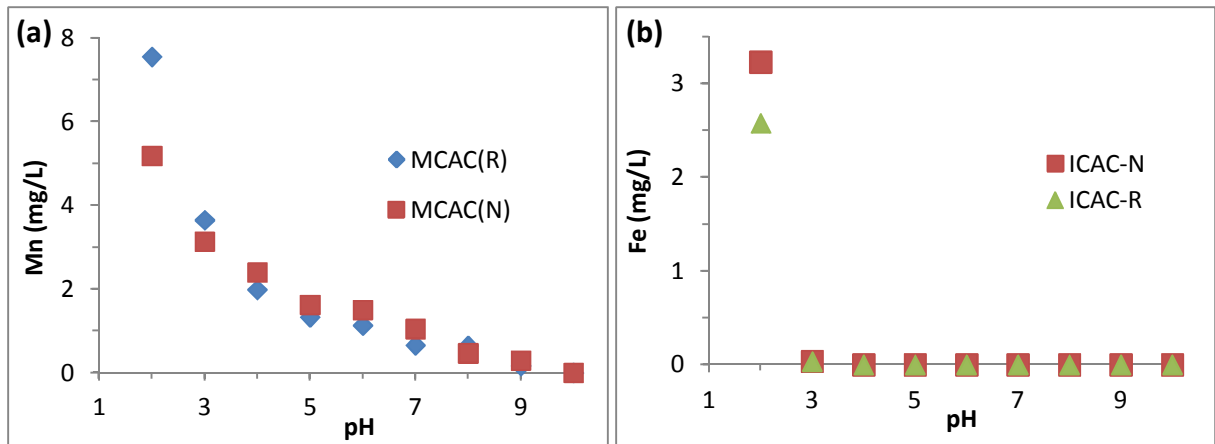 (a)
Mn (mg/L)
8
6
4
2
0
1 3 5 7 9
pH
MCAC(R)
MCAC(N)
(b)
Fe (mg/L)
3
2
1
0
1 3 5 7 9
pH
ICAC-N
ICAC-R